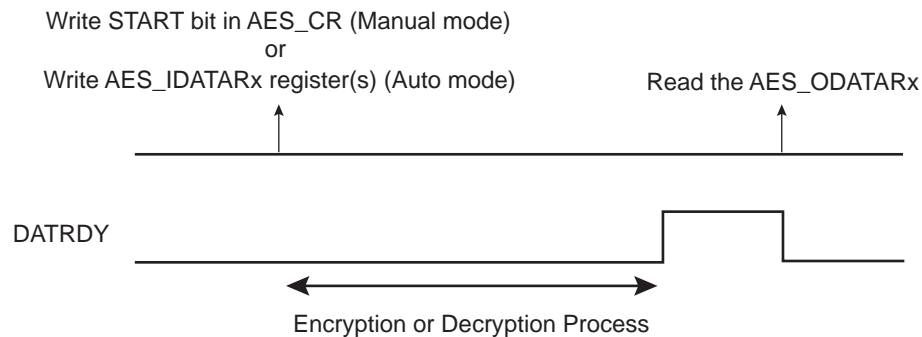 Write START bit in AES_CR (Manual mode)
or
Write AES_IDATARx register(s) (Auto mode)
Read the AES_ODATARx
DATRDY
Encryption or Decryption Process